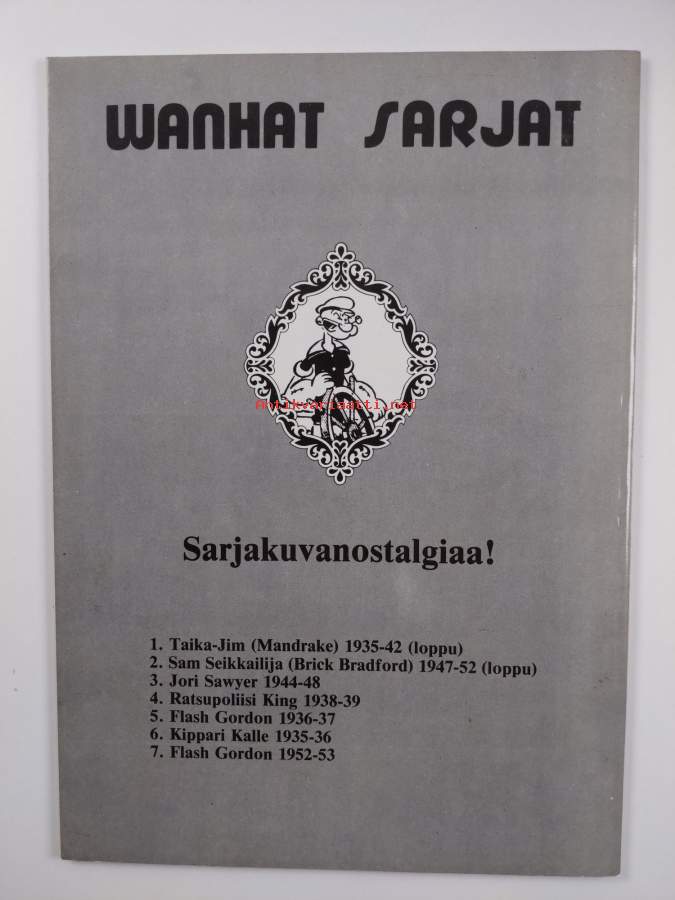 WANHAT SARJAT
Antikvariaatti.net
Sarjakuvanostalgiaa!
1. Taika-Jim (Mandrake) 1935-42 (loppu)
2. Sam Seikkailija (Brick Bradford) 1947-52 (loppu)
3. Jori Sawyer 1944-48
4. Ratsupoliisi King 1938-39
5. Flash Gordon 1936-37
6. Kippari Kalle 1935-36
7. Flash Gordon 1952-53